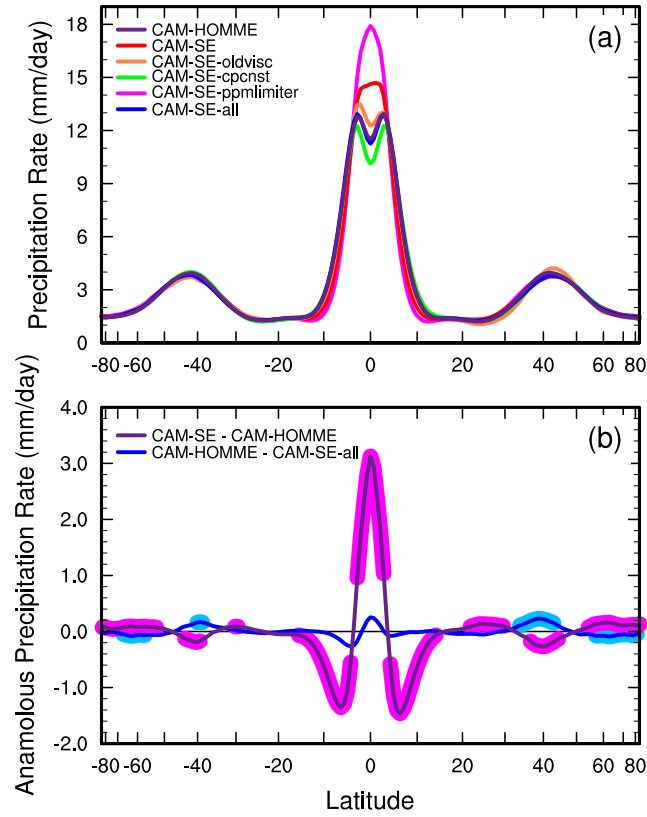 (a)
CAM-HOMME
CAM-SE
CAM-SE-oldvisc
CAM-SE-cpcnst
CAM-SE-ppmlimiter
CAM-SE-all
Precipitation Rate (mm/day)
18
15
12
9
6
3
0
-80 -60 -40 -20 0 20 40 60 80
(b)
CAM-SE - CAM-HOMME
CAM-HOMME - CAM-SE-all
Anamolous Precipitation Rate (mm/day)
4.0
3.0
2.0
1.0
0.0
-1.0
-2.0
-80 -60 -40 -20 0 20 40 60 80
Latitude